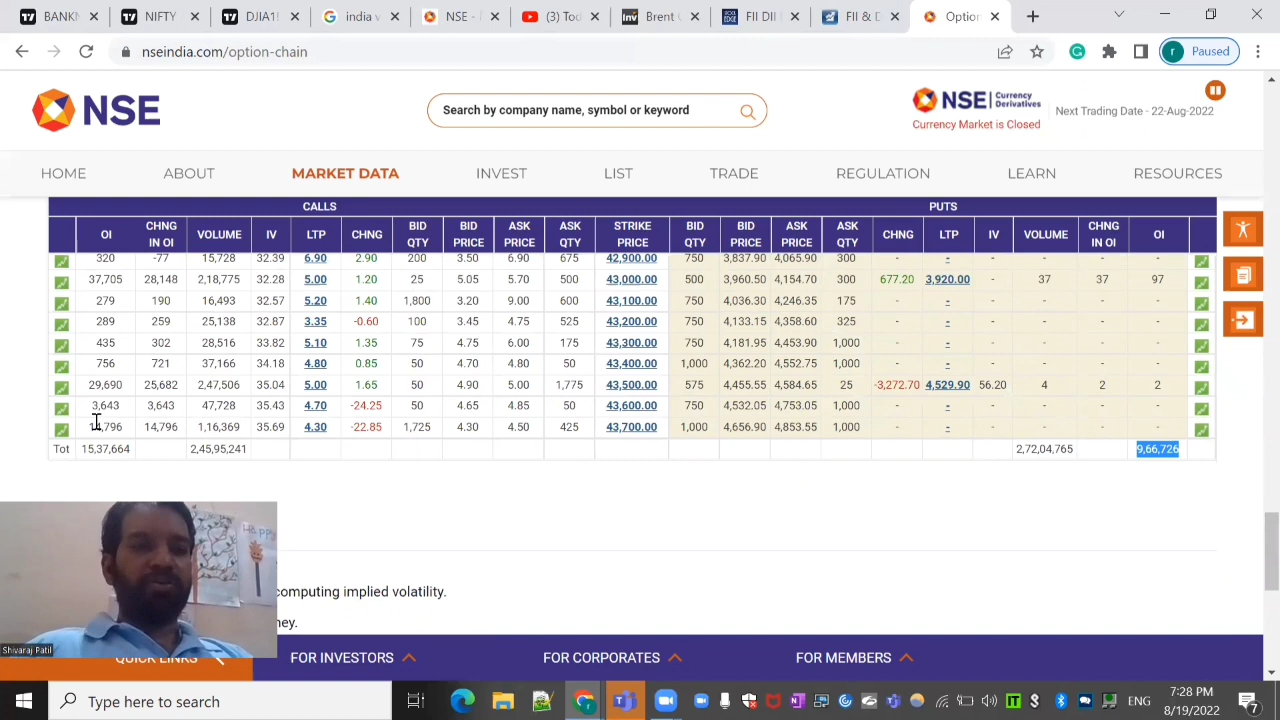 BANK
NIFTY
DJIA1
india v
NSE -
(3) Tod
Brent C
FII DII
FII & D
Option
nseindia.com/option-chain
r Paused
NSE
Search by company name, symbol or keyword
NSE Currency Derivatives
Currency Market is Closed
Next Trading Date - 22-Aug-2022
HOME ABOUT MARKET DATA INVEST LIST TRADE REGULATION LEARN RESOURCES
CALLS PUTS
OI CHNG IN OI VOLUME IV LTP CHNG BID QTY BID PRICE ASK PRICE ASK QTY STRIKE PRICE BID QTY BID PRICE ASK PRICE ASK QTY CHNG LTP IV VOLUME CHNG IN OI OI
320 -77 15,728 32.39 6.90 2.90 200 3.50 6.90 675 42,900.00 750 3,837.90 4,065.90 300 - - - - - -
37,705 28,148 2,18,775 32.28 5.00 1.20 25 5.05 5.70 500 43,000.00 500 3,960.50 4,154.70 300 677.20 3,920.00 - 37 37 97
279 190 16,493 32.57 5.20 1.40 1,800 3.20 9.00 600 43,100.00 750 4,036.30 4,246.35 175 - - - - - -
289 259 25,138 32.87 3.35 -0.60 100 3.45 4.75 525 43,200.00 750 4,133.15 4,358.60 325 - - - - - -
435 302 28,516 33.82 5.10 1.35 75 4.75 6.00 175 43,300.00 750 4,181.95 4,453.90 1,000 - - - - - -
756 721 37,166 34.18 4.80 0.85 50 4.70 4.80 50 43,400.00 1,000 4,362.20 4,552.75 1,000 - - - - - -
29,690 25,682 2,47,506 35.04 5.00 1.65 50 4.90 5.00 1,775 43,500.00 575 4,455.55 4,584.65 25 -3,272.70 4,529.90 56.20 4 2 2
3,643 3,643 47,728 35.43 4.70 -24.25 50 4.65 4.85 50 43,600.00 50 4,532.05 4,753.05 1,000 - - - - - -
14,796 14,796 1,16,369 35.69 4.30 -22.85 1,725 4.30 4.50 425 43,700.00 1,000 4,656.90 4,853.55 1,000 - - - - - -
Tot 15,37,664 2,45,95,241 2,72,04,765 9,66,726
computing implied volatility.
ney.
Shivaraj Patil
QUICK LINKS FOR INVESTORS FOR CORPORATES FOR MEMBERS
Type here to search
ENG
7:28 PM
8/19/2022
7